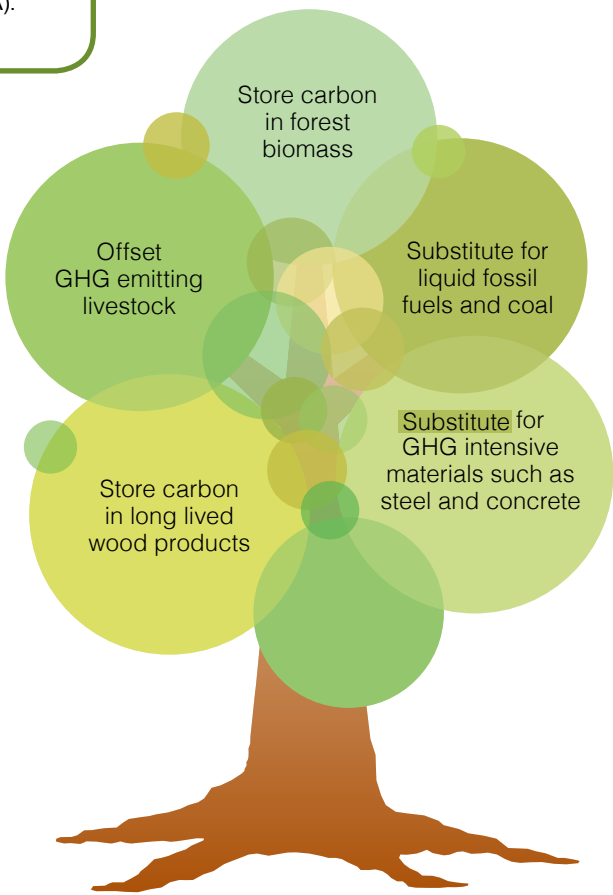 A).
Store carbon
in forest
biomass
Offset
GHG emitting
livestock
Substitute for
liquid fossil
fuels and coal
Substitute for
GHG intensive
materials such as
steel and concrete
Store carbon
in long lived
wood products